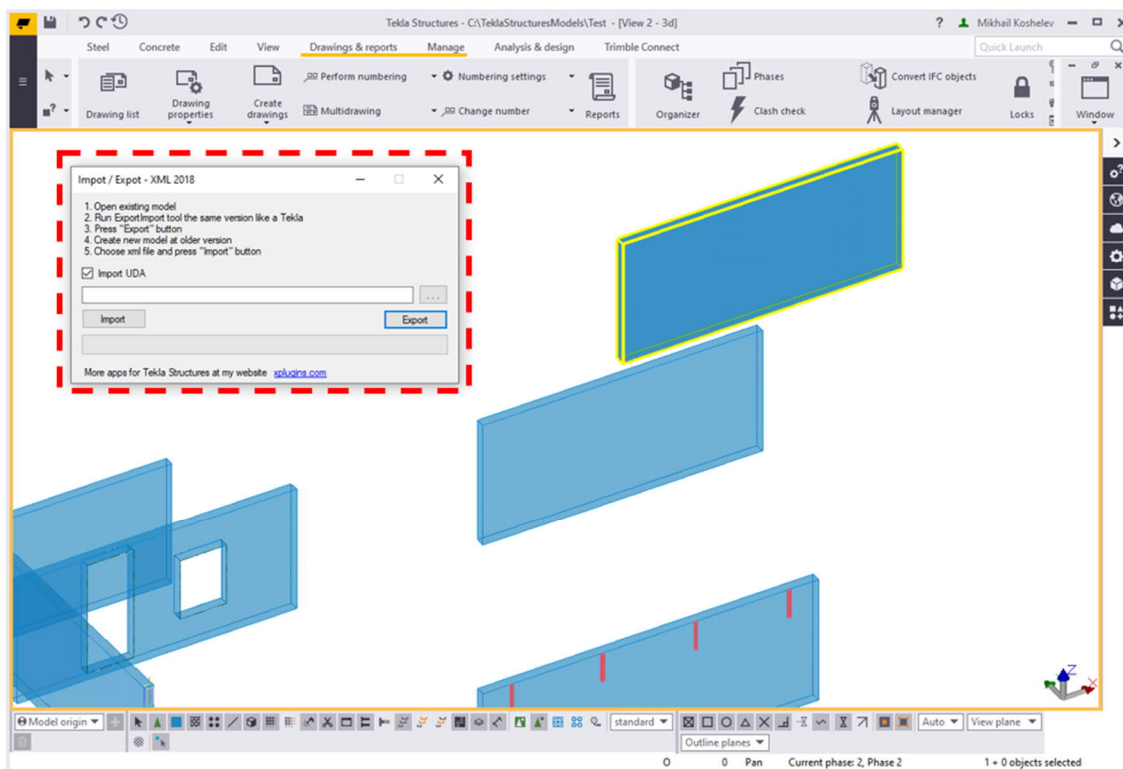 Tekla Structures - C:\TeklaStructuresModels\Test - [View 2 - 3d]
? Mikhail Koshelev
Steel Concrete Edit View Drawings & reports Manage Analysis & design Trimble Connect Quick Launch
Perform numbering Numbering settings Phases Convert IFC objects
Drawing list Drawing properties Create drawings Multidrawing Change number Reports Organizer Clash check Layout manager Locks Window
Impot / Expot - XML 2018
1. Open existing model
2. Run ExportImport tool the same version like a Tekla
3. Press "Export" button
4. Create new model at older version
5. Choose xml file and press "Import" button
Import UDA
...
Import Export
More apps for Tekla Structures at my website xplugins.com
Z
X
Model origin standard Auto View plane
Outline planes
O 0 Pan Current phase: 2, Phase 2 1 + 0 objects selected